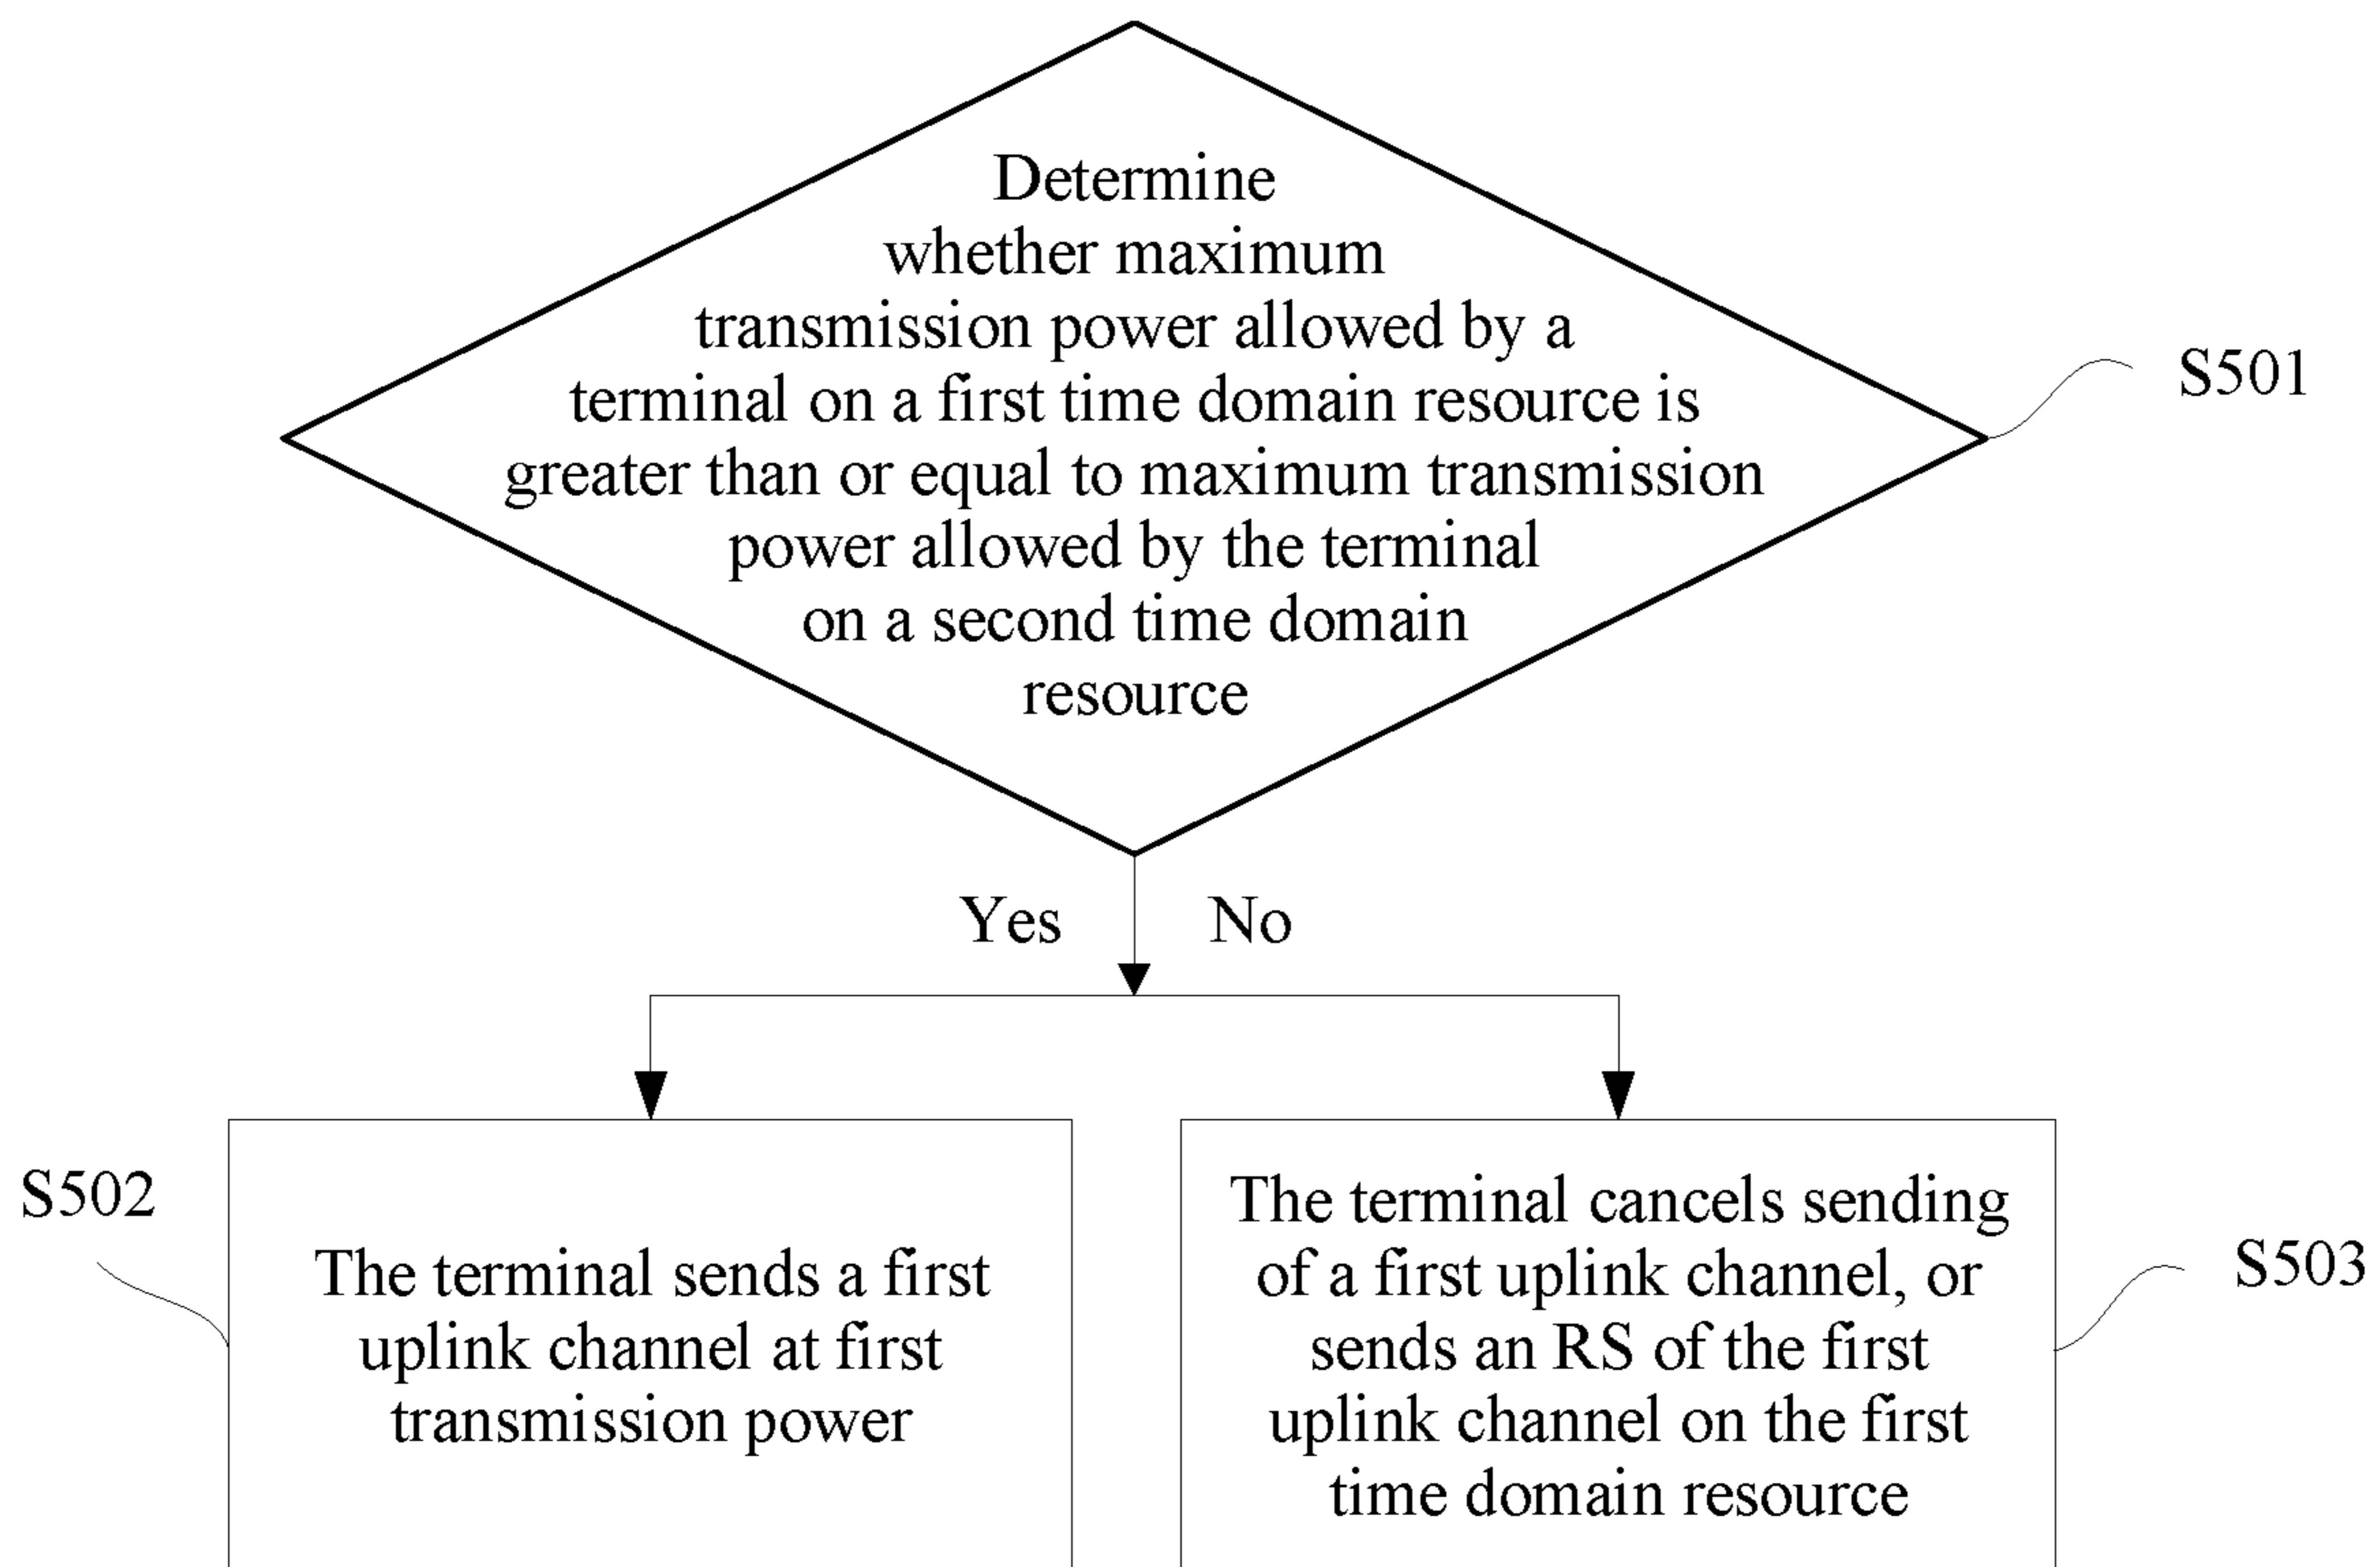 Determine
whether maximum
transmission power allowed by a
terminal on a first time domain resource is
greater than or equal to maximum transmission
power allowed by the terminal
on a second time domain
resource
S501
Yes
No
S502
The terminal sends a first
uplink channel at first
transmission power
The terminal cancels sending
of a first uplink channel, or
sends an RS of the first
uplink channel on the first
time domain resource
S503